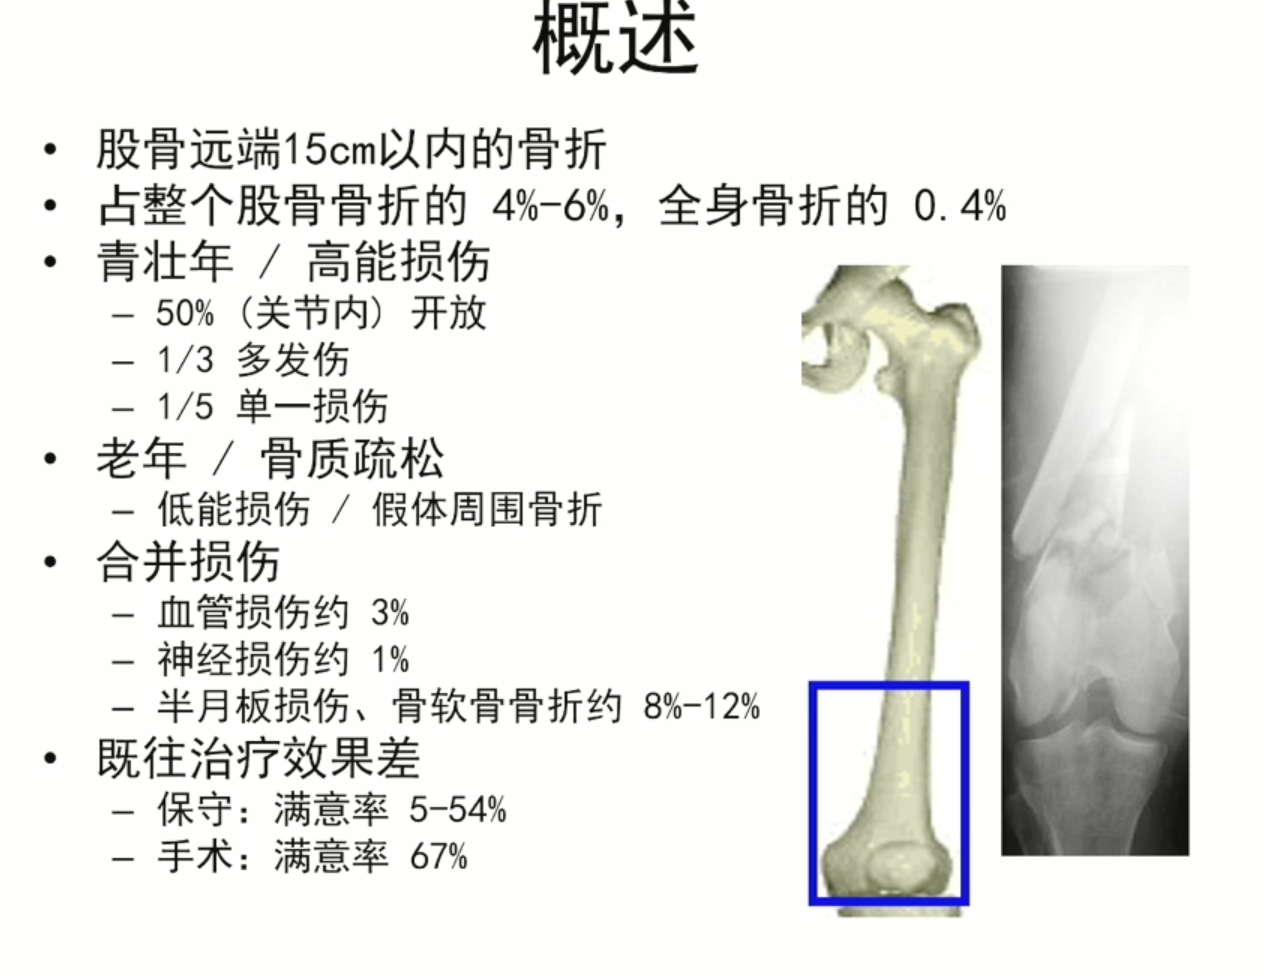 概述
• 股骨远端15cm以内的骨折
• 占整个股骨骨折的 4%-6%，全身骨折的 0.4%
• 青壮年 / 高能损伤
– 50% (关节内) 开放
– 1/3 多发伤
– 1/5 单一损伤
• 老年 / 骨质疏松
– 低能损伤 / 假体周围骨折
• 合并损伤
– 血管损伤约 3%
– 神经损伤约 1%
– 半月板损伤、骨软骨骨折约 8%-12%
• 既往治疗效果差
– 保守：满意率 5-54%
– 手术：满意率 67%